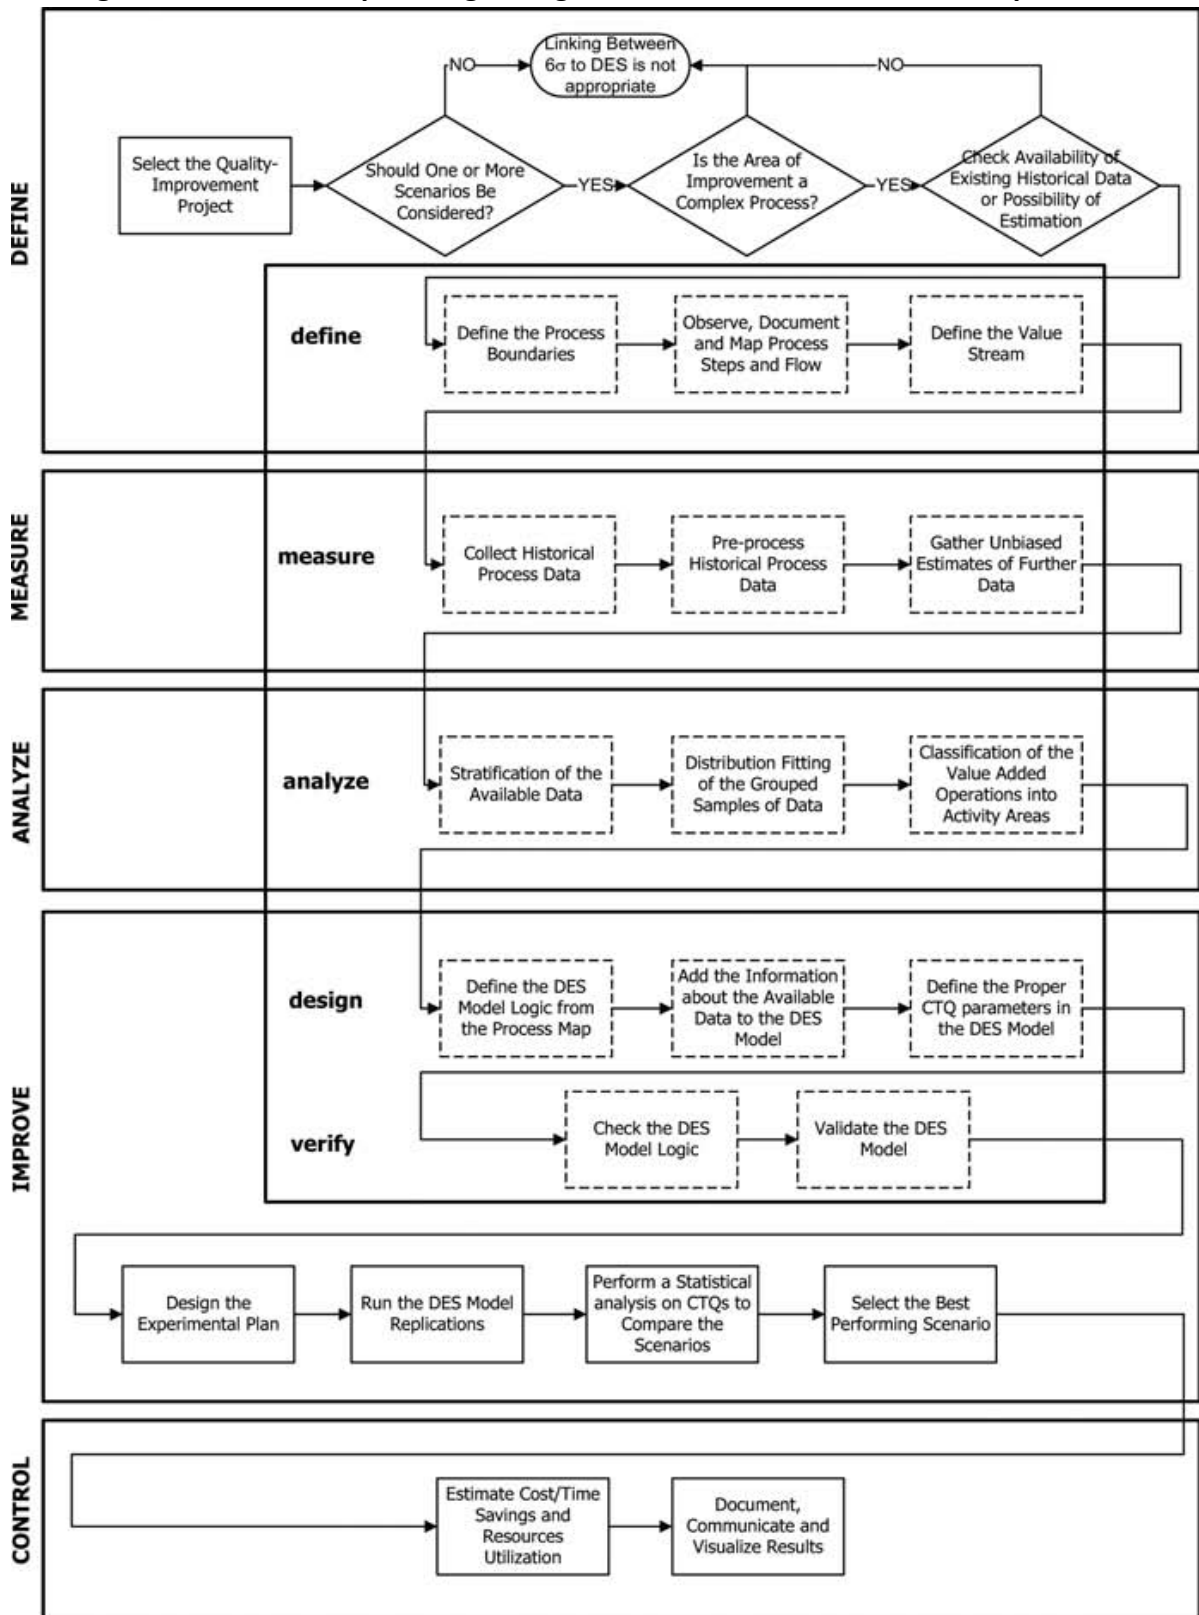 Linking Between
6σ to DES is not
appropriate
NO
NO
Select the Quality-
Improvement
Project
Should One or More
Scenarios Be
Considered?
YES
Is the Area of
Improvement a
Complex Process?
YES
Check Availability of
Existing Historical Data
or Possibility of
Estimation
DEFINE
define
Define the Process
Boundaries
Observe, Document
and Map Process
Steps and Flow
Define the Value
Stream
MEASURE
measure
Collect Historical
Process Data
Pre-process
Historical Process
Data
Gather Unbiased
Estimates of Further
Data
ANALYZE
analyze
Stratification of the
Available Data
Distribution Fitting
of the Grouped
Samples of Data
Classification of the
Value Added
Operations into
Activity Areas
IMPROVE
design
Define the DES
Model Logic from
the Process Map
Add the Information
about the Available
Data to the DES
Model
Define the Proper
CTQ parameters in
the DES Model
verify
Check the DES
Model Logic
Validate the DES
Model
Design the
Experimental Plan
Run the DES Model
Replications
Perform a Statistical
analysis on CTQs to
Compare the
Scenarios
Select the Best
Performing Scenario
CONTROL
Estimate Cost/Time
Savings and
Resources
Utilization
Document,
Communicate and
Visualize Results